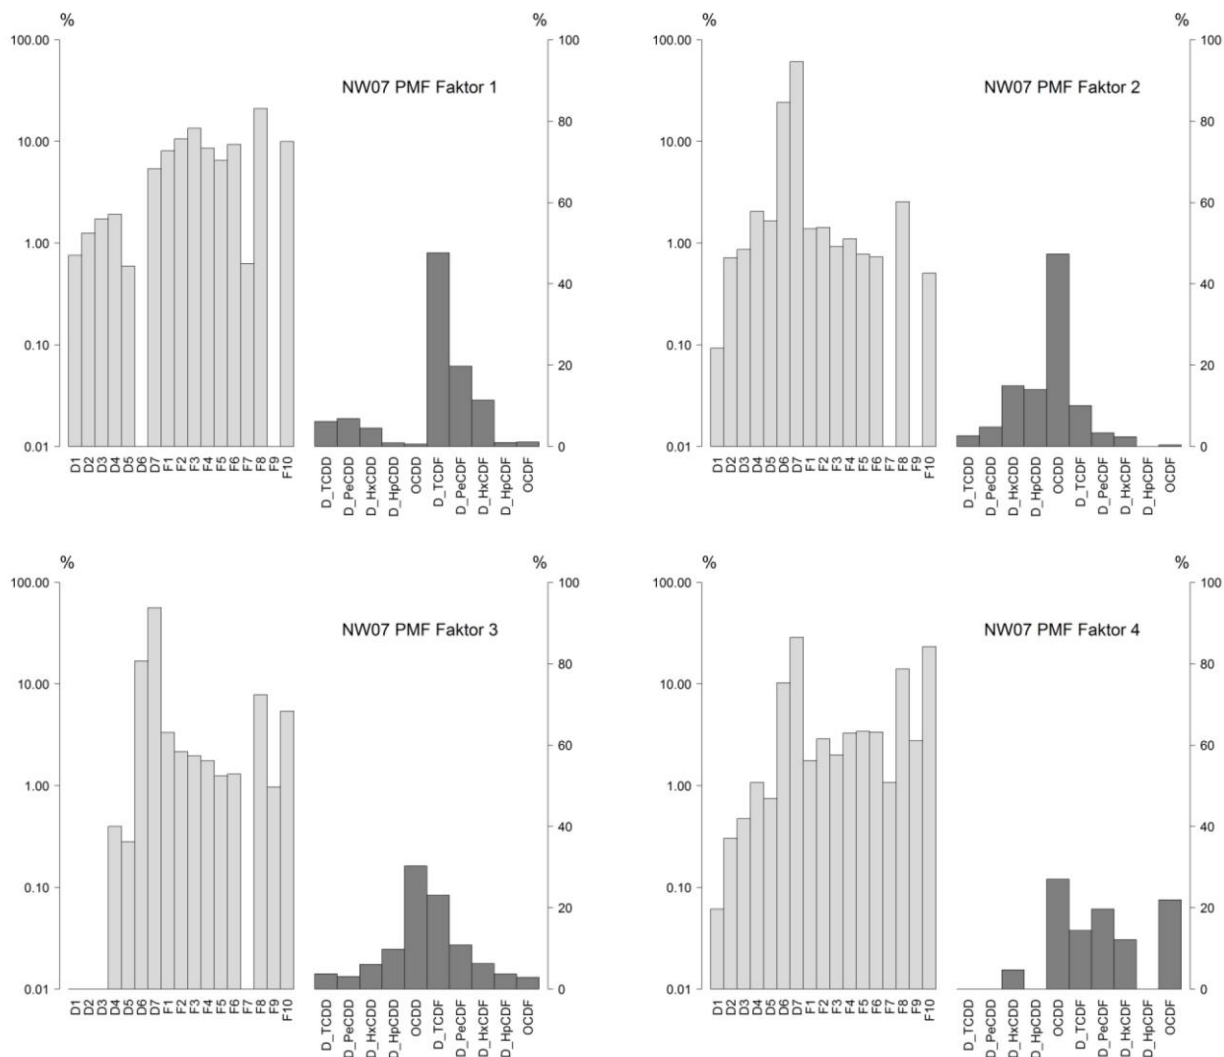 % %
100.00 100
NW07 PMF Faktor 1
10.00 80
1.00 60
40
0.10 20
0.01 0
D1 D2 D3 D4 D5 D6 D7 F1 F2 F3 F4 F5 F6 F7 F8 F9 F10
D_TCDD D_PeCDD D_HxCDD D_HpCDD OCDD D_TCDF D_PeCDF D_HxCDF D_HpCDF OCDF
% %
100.00 100
NW07 PMF Faktor 2
10.00 80
1.00 60
40
0.10 20
0.01 0
D1 D2 D3 D4 D5 D6 D7 F1 F2 F3 F4 F5 F6 F7 F8 F9 F10
D_TCDD D_PeCDD D_HxCDD D_HpCDD OCDD D_TCDF D_PeCDF D_HxCDF D_HpCDF OCDF
% %
100.00 100
NW07 PMF Faktor 3
10.00 80
1.00 60
40
0.10 20
0.01 0
D1 D2 D3 D4 D5 D6 D7 F1 F2 F3 F4 F5 F6 F7 F8 F9 F10
D_TCDD D_PeCDD D_HxCDD D_HpCDD OCDD D_TCDF D_PeCDF D_HxCDF D_HpCDF OCDF
% %
100.00 100
NW07 PMF Faktor 4
10.00 80
1.00 60
40
0.10 20
0.01 0
D1 D2 D3 D4 D5 D6 D7 F1 F2 F3 F4 F5 F6 F7 F8 F9 F10
D_TCDD D_PeCDD D_HxCDD D_HpCDD OCDD D_TCDF D_PeCDF D_HxCDF D_HpCDF OCDF